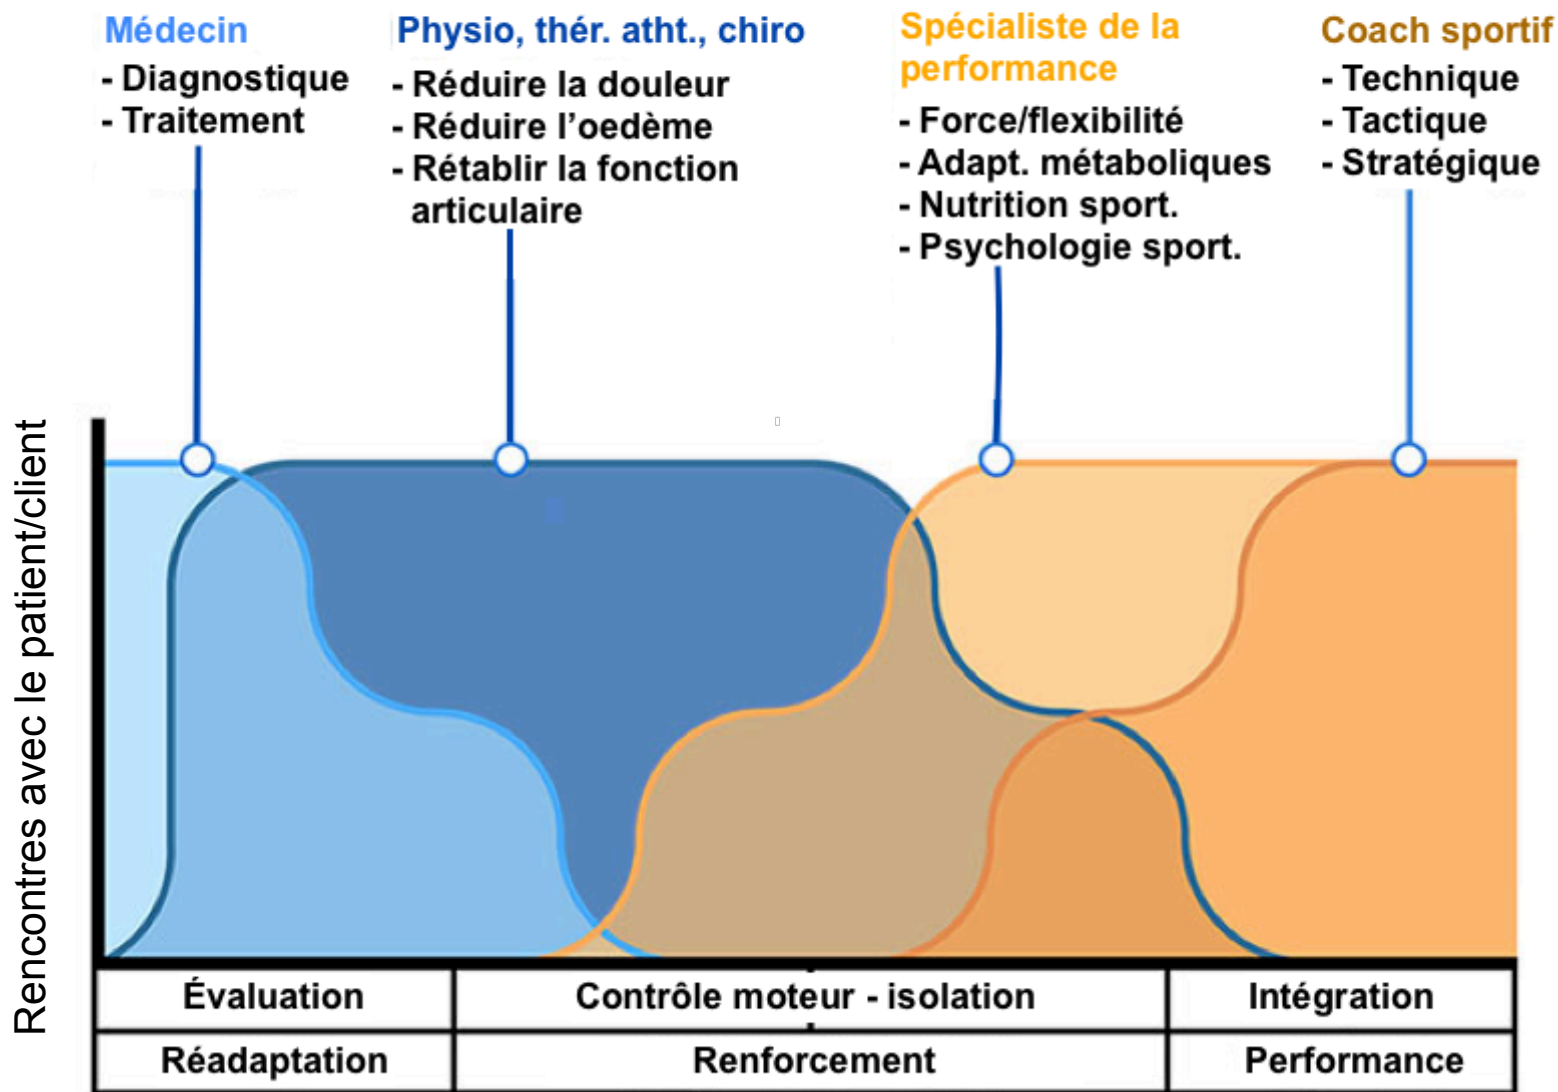 Médecin
- Diagnostique
- Traitement
Physio, thér. atht., chiro
- Réduire la douleur
- Réduire l’oedème
- Rétablir la fonction
articulaire
Spécialiste de la
performance
- Force/flexibilité
- Adapt. métaboliques
- Nutrition sport.
- Psychologie sport.
Coach sportif
- Technique
- Tactique
- Stratégique
Rencontres avec le patient/client
Évaluation
Contrôle moteur - isolation
Intégration
Réadaptation
Renforcement
Performance